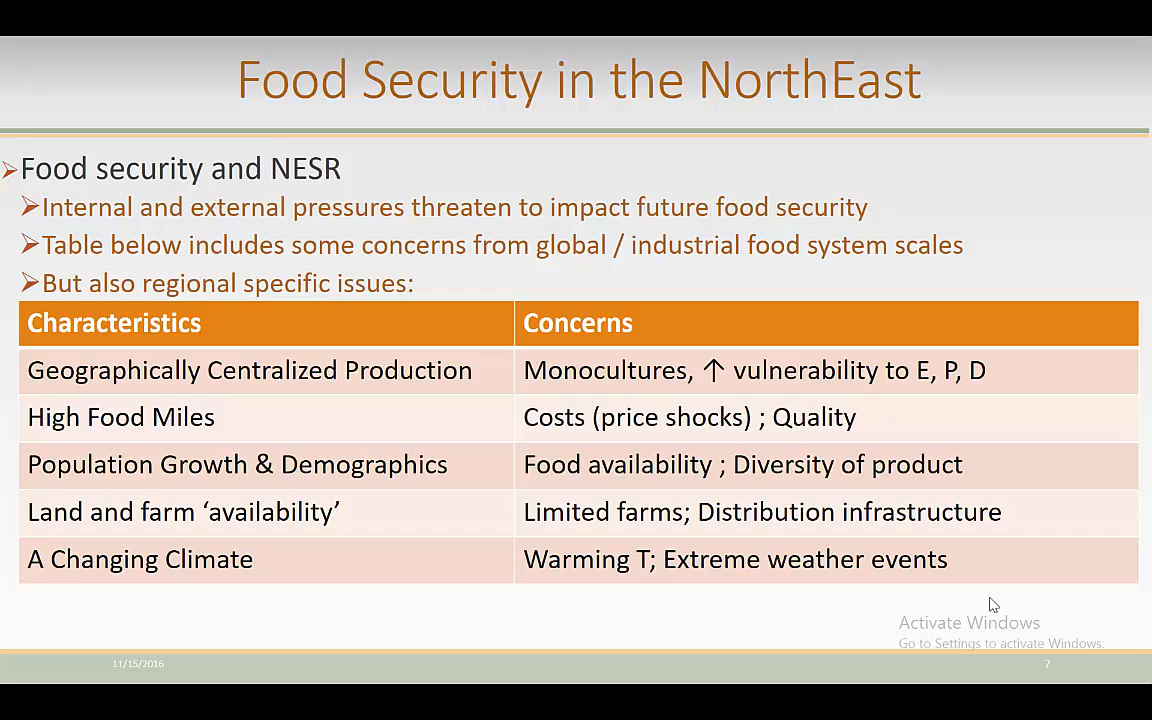 Food Security in the NorthEast
Food security and NESR
Internal and external pressures threaten to impact future food security
Table below includes some concerns from global / industrial food system scales
But also regional specific issues:
Characteristics Concerns
Geographically Centralized Production Monocultures, ↑ vulnerability to E, P, D
High Food Miles Costs (price shocks) ; Quality
Population Growth & Demographics Food availability ; Diversity of product
Land and farm ‘availability’ Limited farms; Distribution infrastructure
A Changing Climate Warming T; Extreme weather events
Activate Windows
Go to Settings to activate Windows.
11/15/2016 7